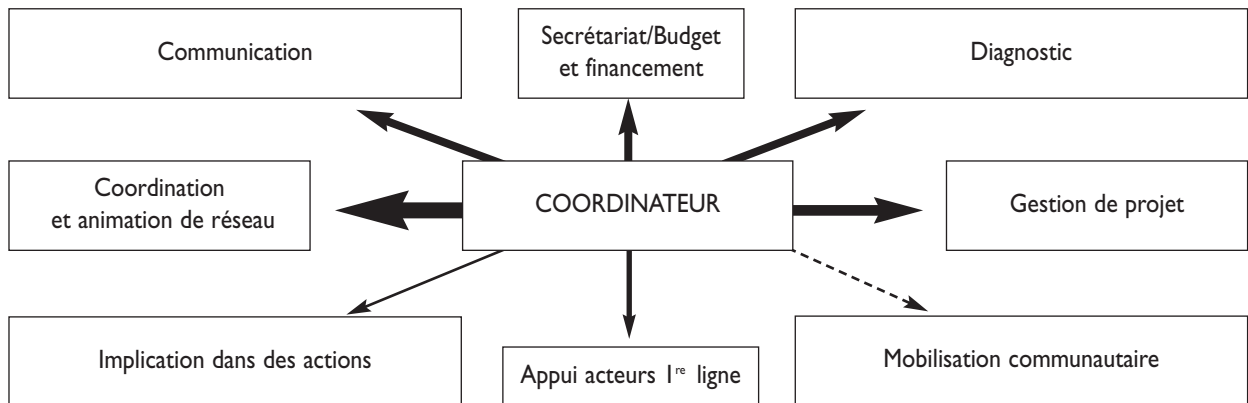 Communication
Secrétariat/Budget
et financement
Diagnostic
Coordination
et animation de réseau
COORDINATEUR
Gestion de projet
Implication dans des actions
Appui acteurs 1re ligne
Mobilisation communautaire